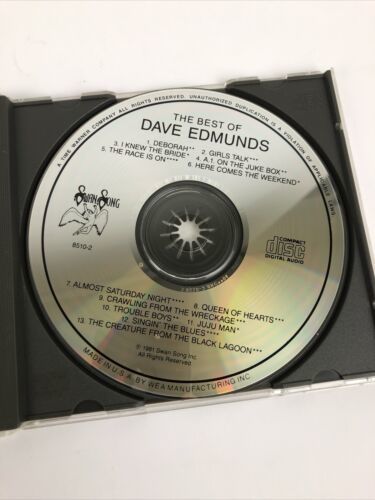 A TIME WARNER COMPANY ALL RIGHTS RESERVED. UNAUTHORIZED DUPLICATION IS A VIOLATION OF APPLICABLE LAWS.
THE BEST OF
DAVE EDMUNDS
1. DEBORAH** 2. GIRLS TALK***
3. I KNEW THE BRIDE* 4. A.1. ON THE JUKE BOX**
5. THE RACE IS ON**** 6. HERE COMES THE WEEKEND*
SWAN SONG
8510-2
COMPACT
disc
DIGITAL AUDIO
7. ALMOST SATURDAY NIGHT**** 8. QUEEN OF HEARTS***
9. CRAWLING FROM THE WRECKAGE***
10. TROUBLE BOYS** 11. JUJU MAN*
12. SINGIN' THE BLUES****
13. THE CREATURE FROM THE BLACK LAGOON***
℗ 1981 Swan Song Inc.
All Rights Reserved.
MADE IN U.S.A. BY WEA MANUFACTURING INC.